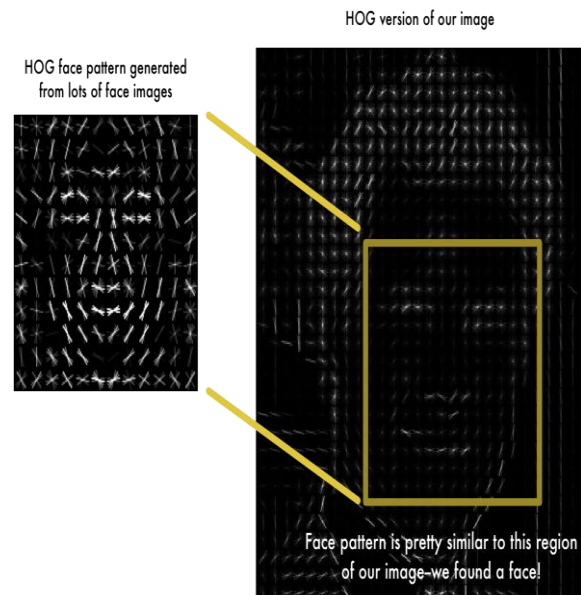 HOG version of our image
HOG face pattern generated
from lots of face images
Face pattern is pretty similar to this region
of our image–we found a face!